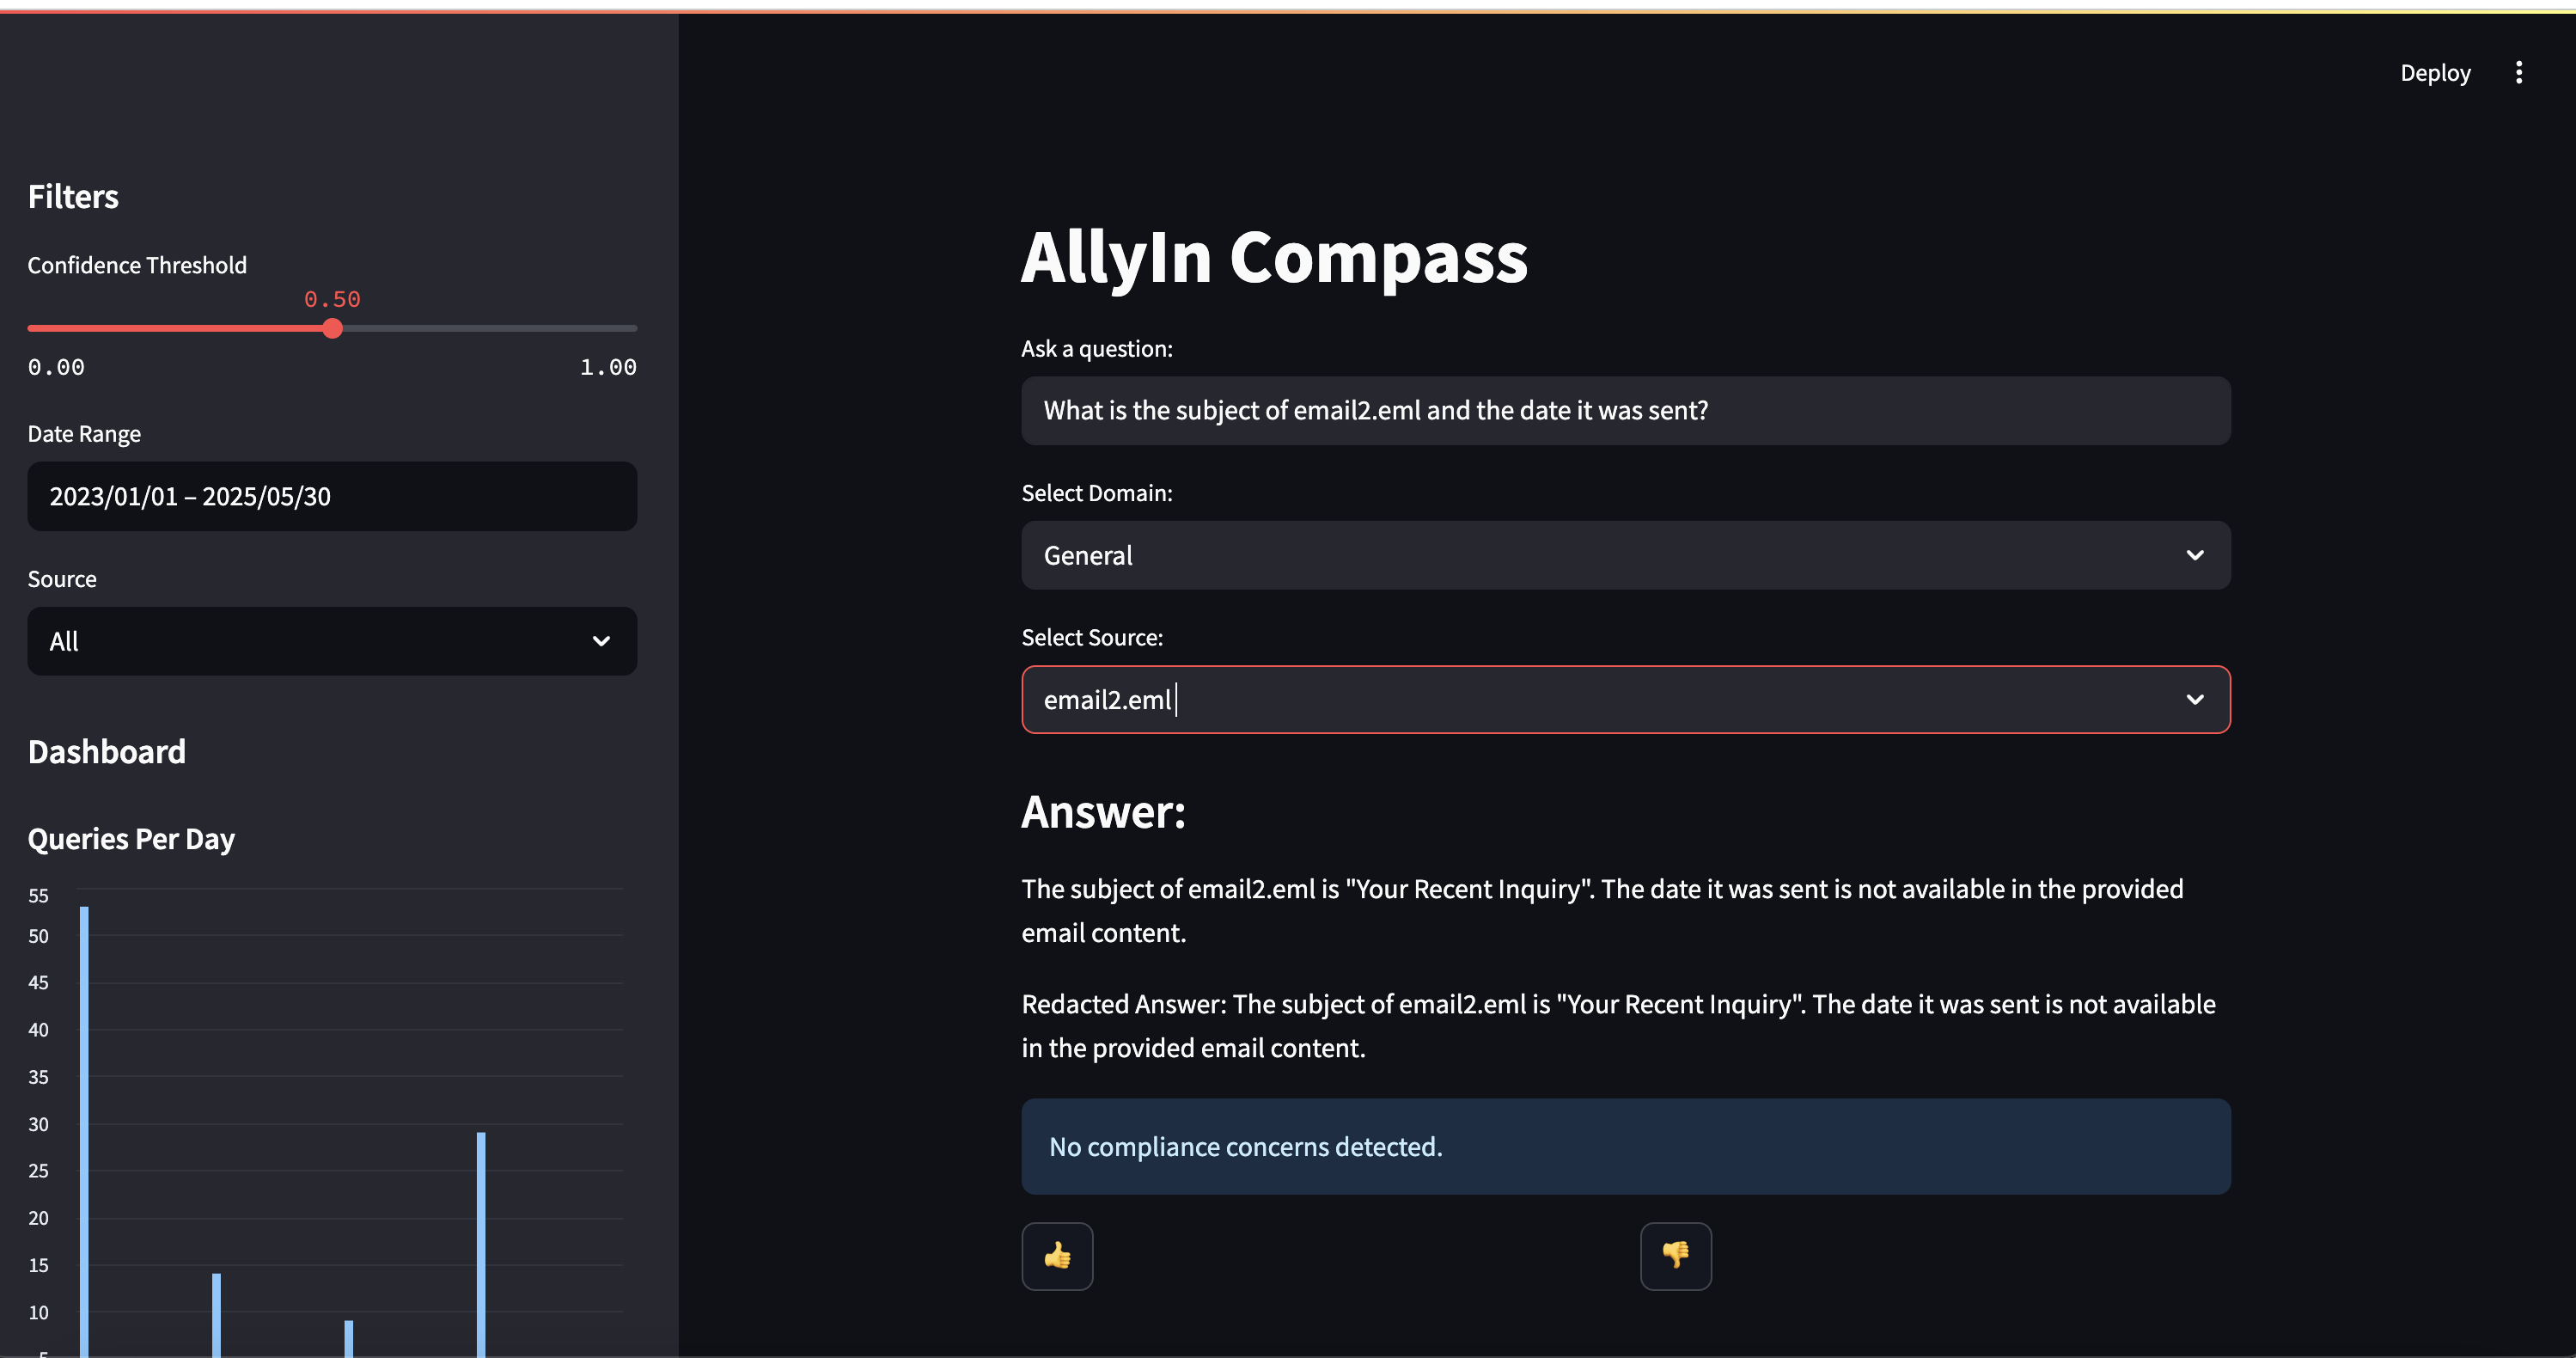 Deploy
Filters
Confidence Threshold
0.50
0.00 1.00
Date Range
2023/01/01 – 2025/05/30
Source
All
Dashboard
Queries Per Day
55
50
45
40
35
30
25
20
15
10
5
AllyIn Compass
Ask a question:
What is the subject of email2.eml and the date it was sent?
Select Domain:
General
Select Source:
email2.eml
Answer:
The subject of email2.eml is "Your Recent Inquiry". The date it was sent is not available in the provided
email content.
Redacted Answer: The subject of email2.eml is "Your Recent Inquiry". The date it was sent is not available
in the provided email content.
No compliance concerns detected.